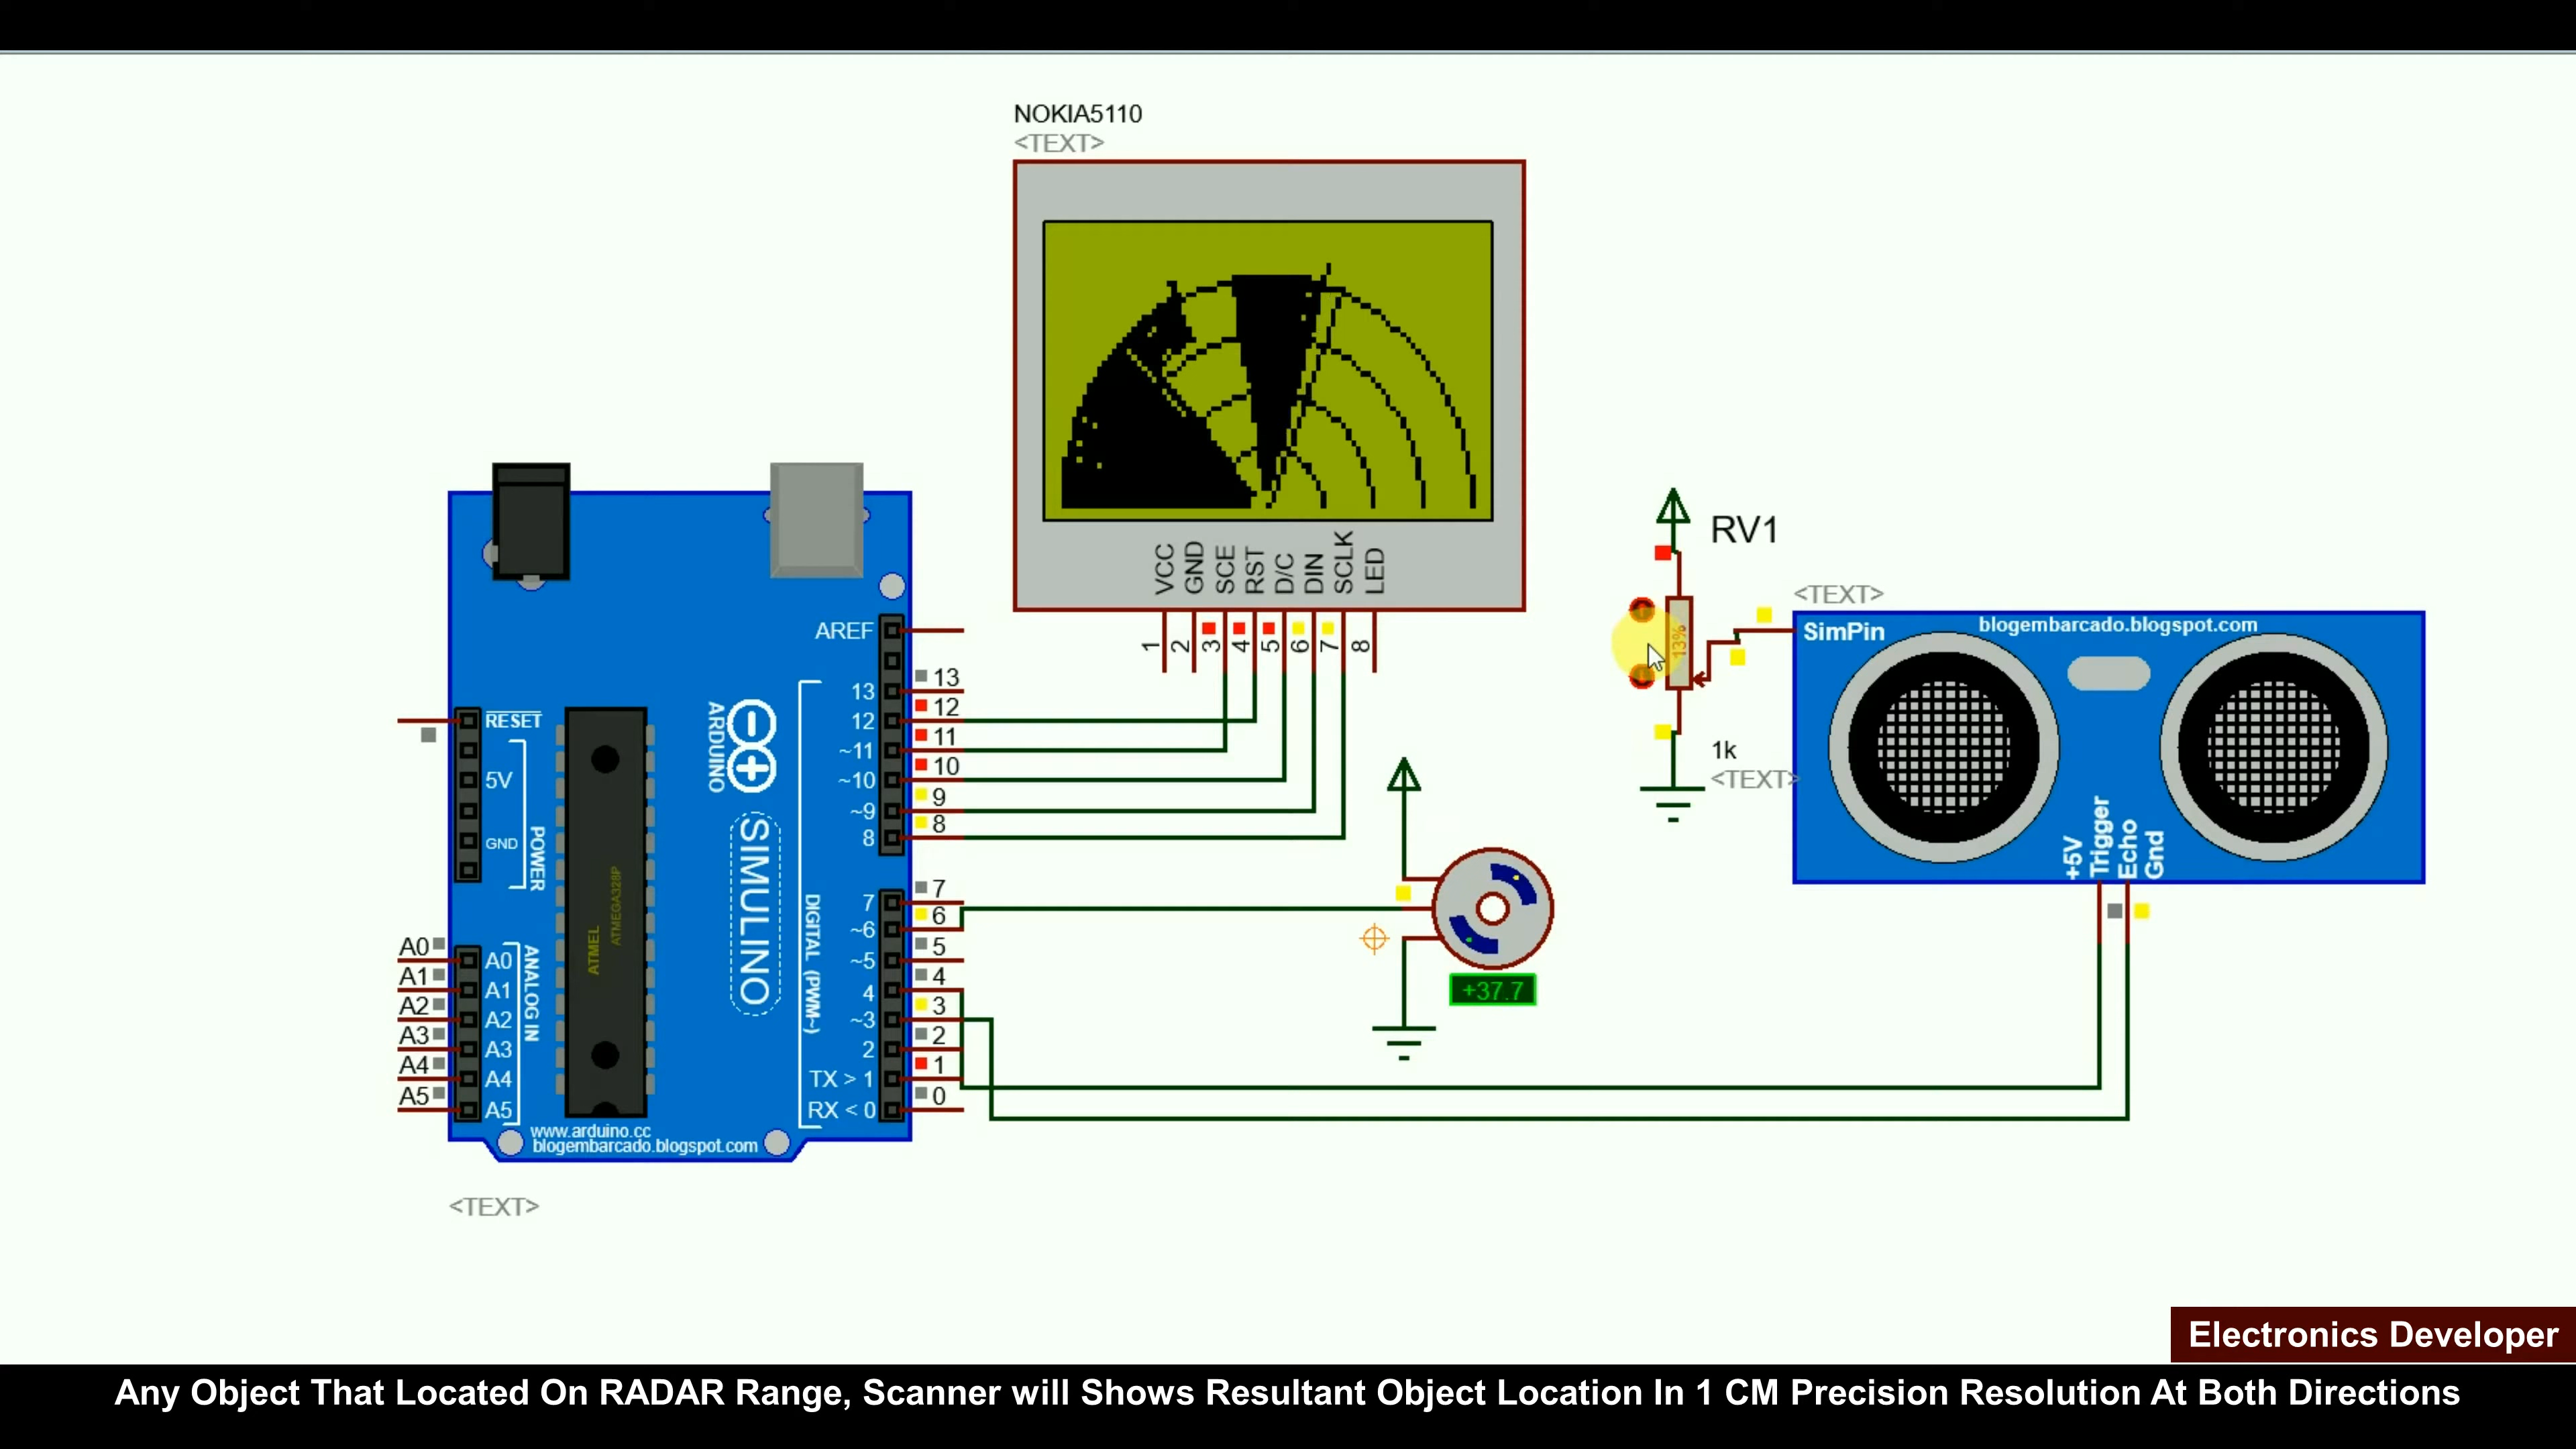 NOKIA5110
<TEXT>
VCC
GND
SCE
RST
D/C
DIN
SCLK
LED
1
2
3
4
5
6
7
8
RV1
13%
1k
<TEXT>
<TEXT>
SimPin
blogembarcado.blogspot.com
+5V
Trigger
Echo
Gnd
+37.7
AREF
13
12
~11
~10
~9
8
7
~6
~5
4
~3
2
TX > 1
RX < 0
13
12
11
10
9
8
7
6
5
4
3
2
1
0
RESET
5V
GND
POWER
A0
A1
A2
A3
A4
A5
A0
A1
A2
A3
A4
A5
ANALOG IN
ATMEL
ATMEGA328P
ARDUINO
SIMULINO
DIGITAL (PWM~)
www.arduino.cc
blogembarcado.blogspot.com
<TEXT>
Electronics Developer
Any Object That Located On RADAR Range, Scanner will Shows Resultant Object Location In 1 CM Precision Resolution At Both Directions